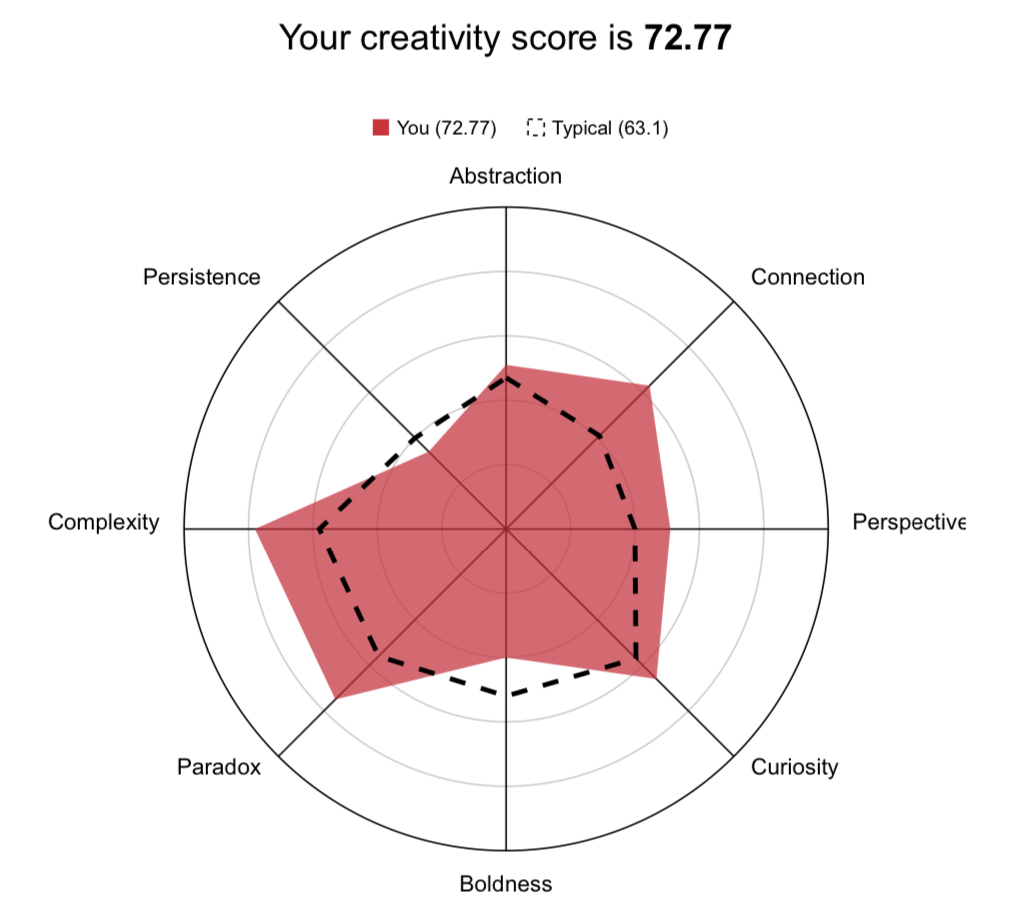 Your creativity score is 72.77
You (72.77) Typical (63.1)
Abstraction
Persistence
Connection
Complexity
Perspective
Paradox
Curiosity
Boldness